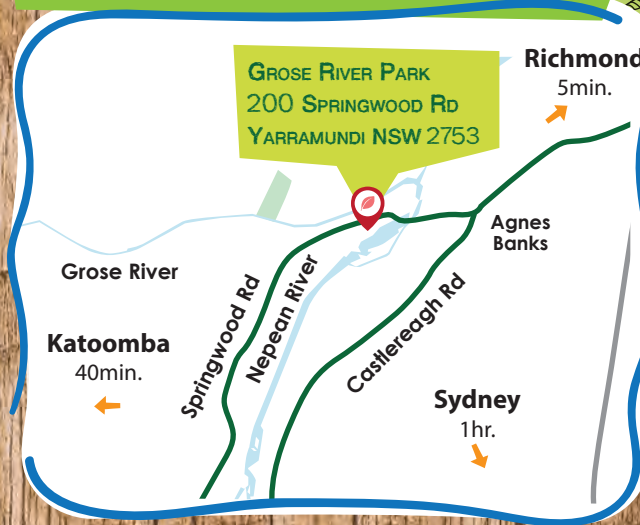 GROSE RIVER PARK
200 SPRINGWOOD RD
YARRAMUNDI NSW 2753
Richmond
5min.
Agnes
Banks
Grose River
Springwood Rd
Nepean River
Castlereagh Rd
Katoomba
40min.
Sydney
1hr.